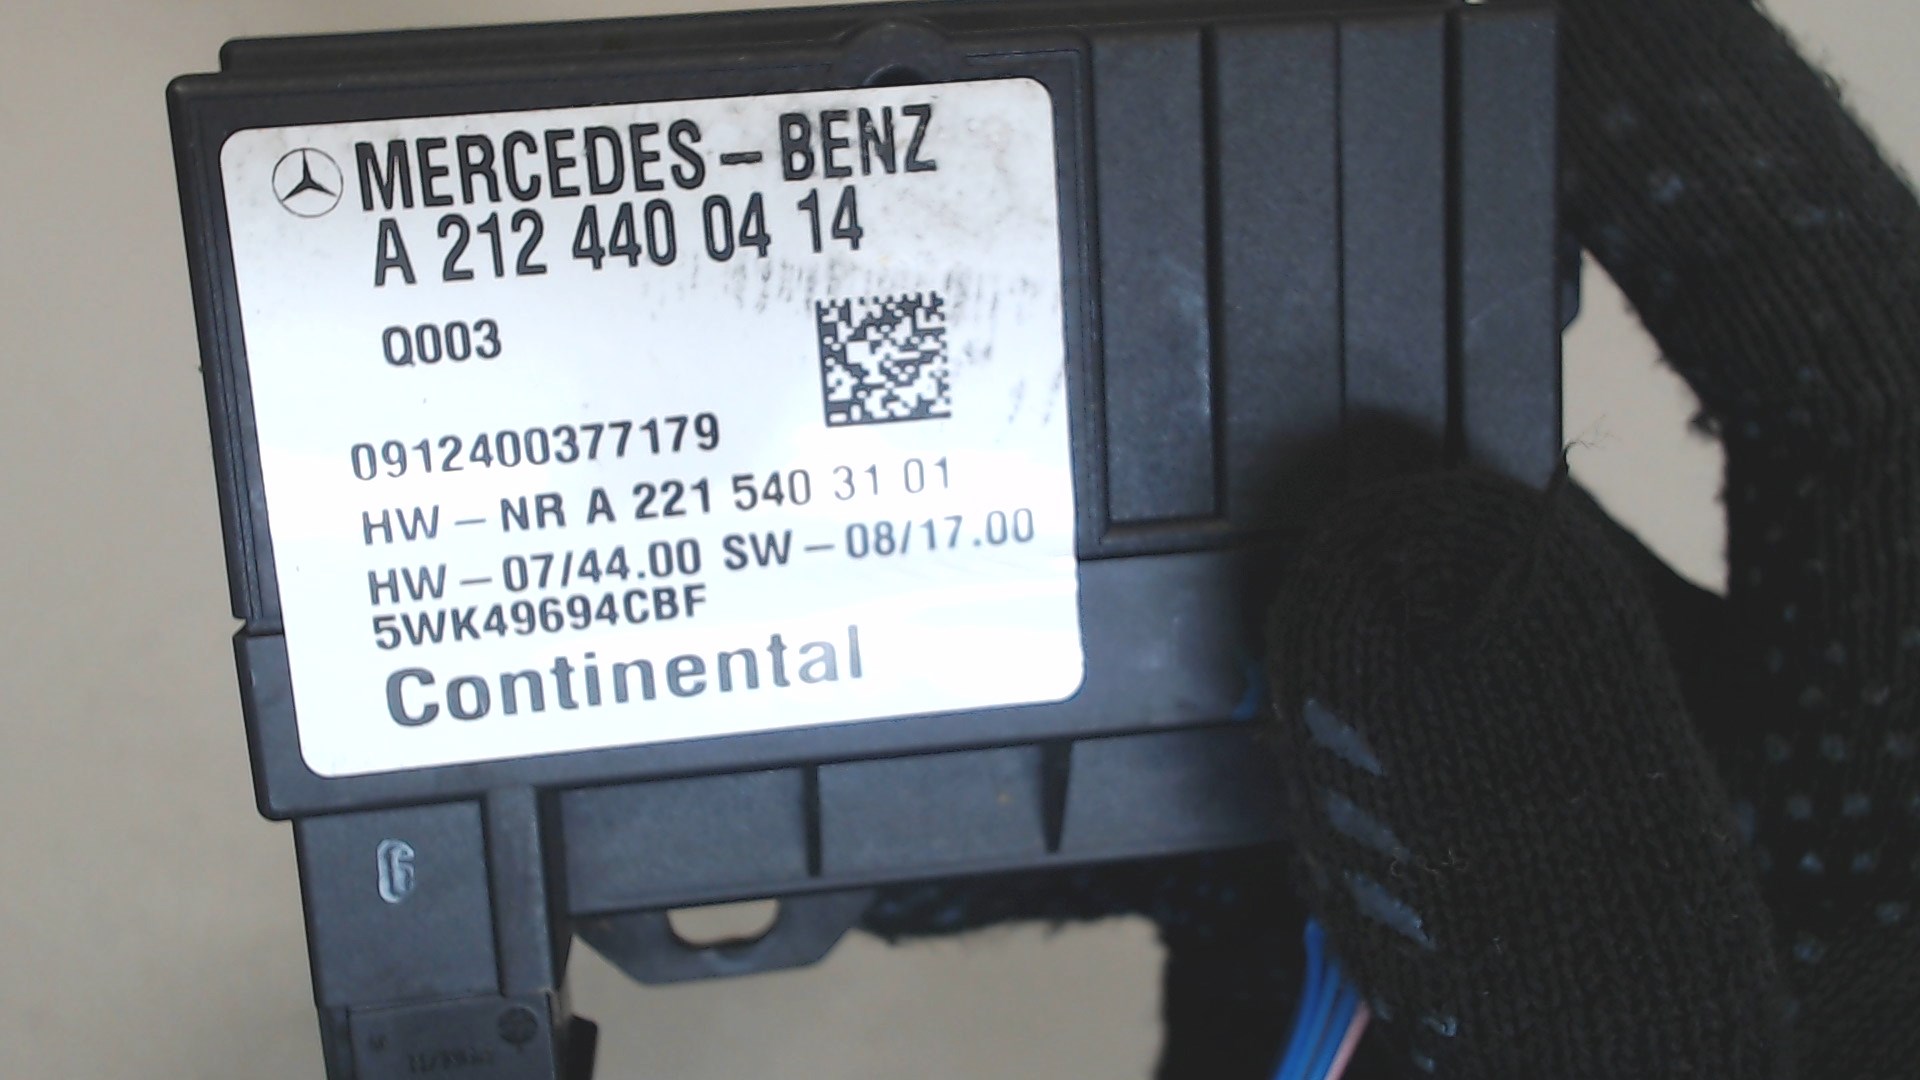 MERCEDES-BENZ
A 212 440 04 14
Q003
0912400377179
HW-NR A 221 540 31 01
HW-07/44.00 SW-08/17.00
5WK49694CBF
Continental
G